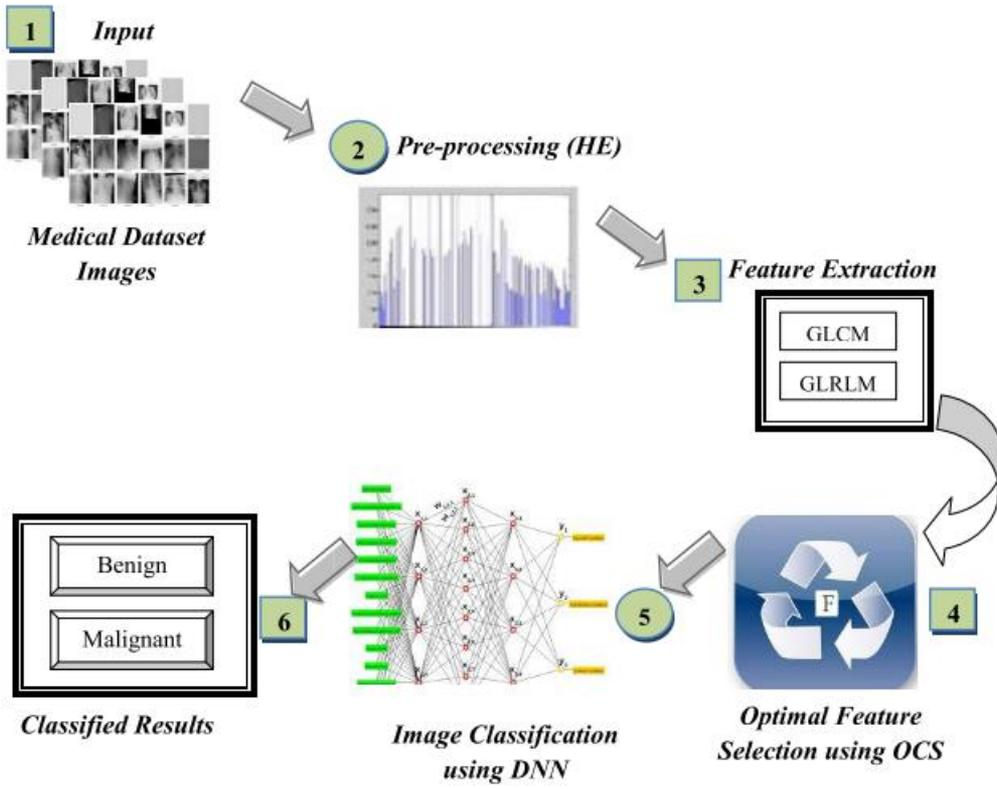 1
Input
Medical Dataset
Images
2
Pre-processing (HE)
3
Feature Extraction
GLCM
GLRLM
4
F
Optimal Feature
Selection using OCS
5
Image Classification
using DNN
6
Benign
Malignant
Classified Results